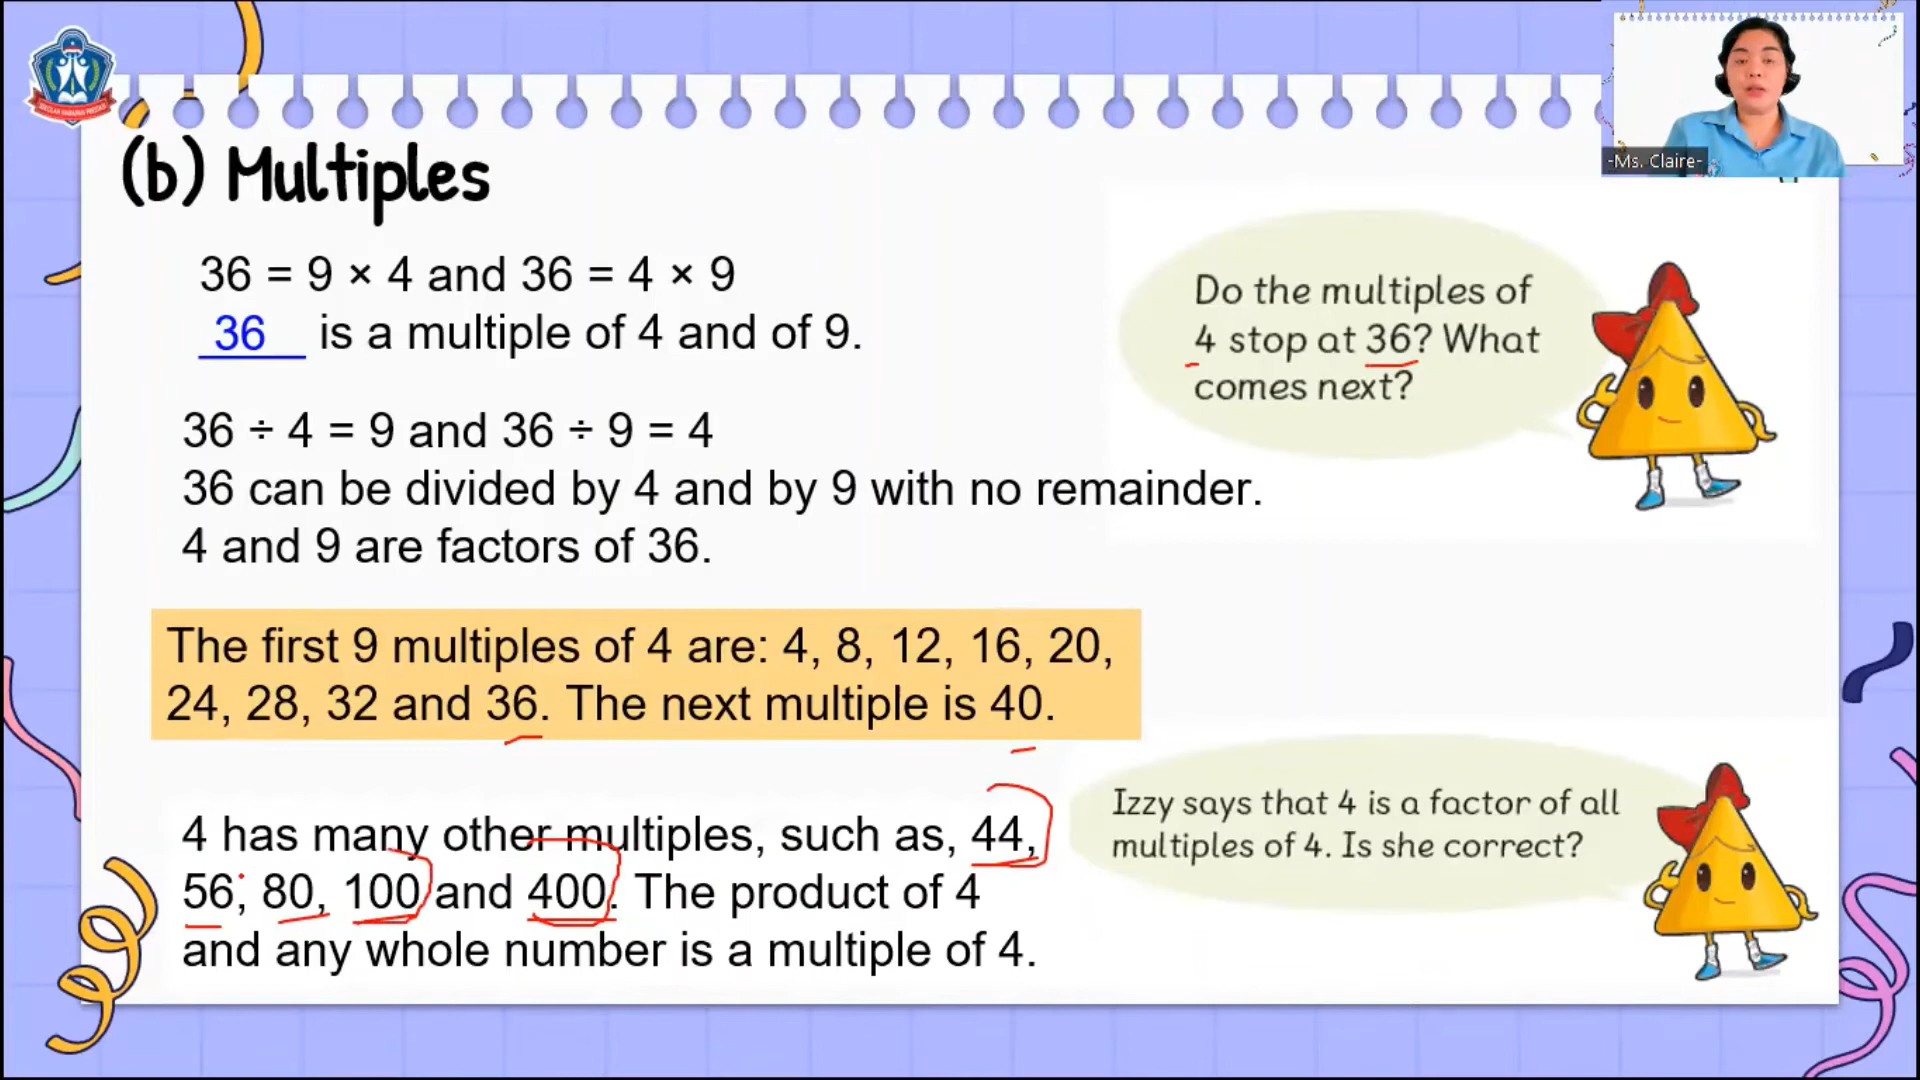 -Ms. Claire-
(b) Multiples
36 = 9 × 4 and 36 = 4 × 9
36 is a multiple of 4 and of 9.
36 ÷ 4 = 9 and 36 ÷ 9 = 4
36 can be divided by 4 and by 9 with no remainder.
4 and 9 are factors of 36.
Do the multiples of
4 stop at 36? What
comes next?
The first 9 multiples of 4 are: 4, 8, 12, 16, 20,
24, 28, 32 and 36. The next multiple is 40.
4 has many other multiples, such as, 44,
56, 80, 100 and 400. The product of 4
and any whole number is a multiple of 4.
Izzy says that 4 is a factor of all
multiples of 4. Is she correct?